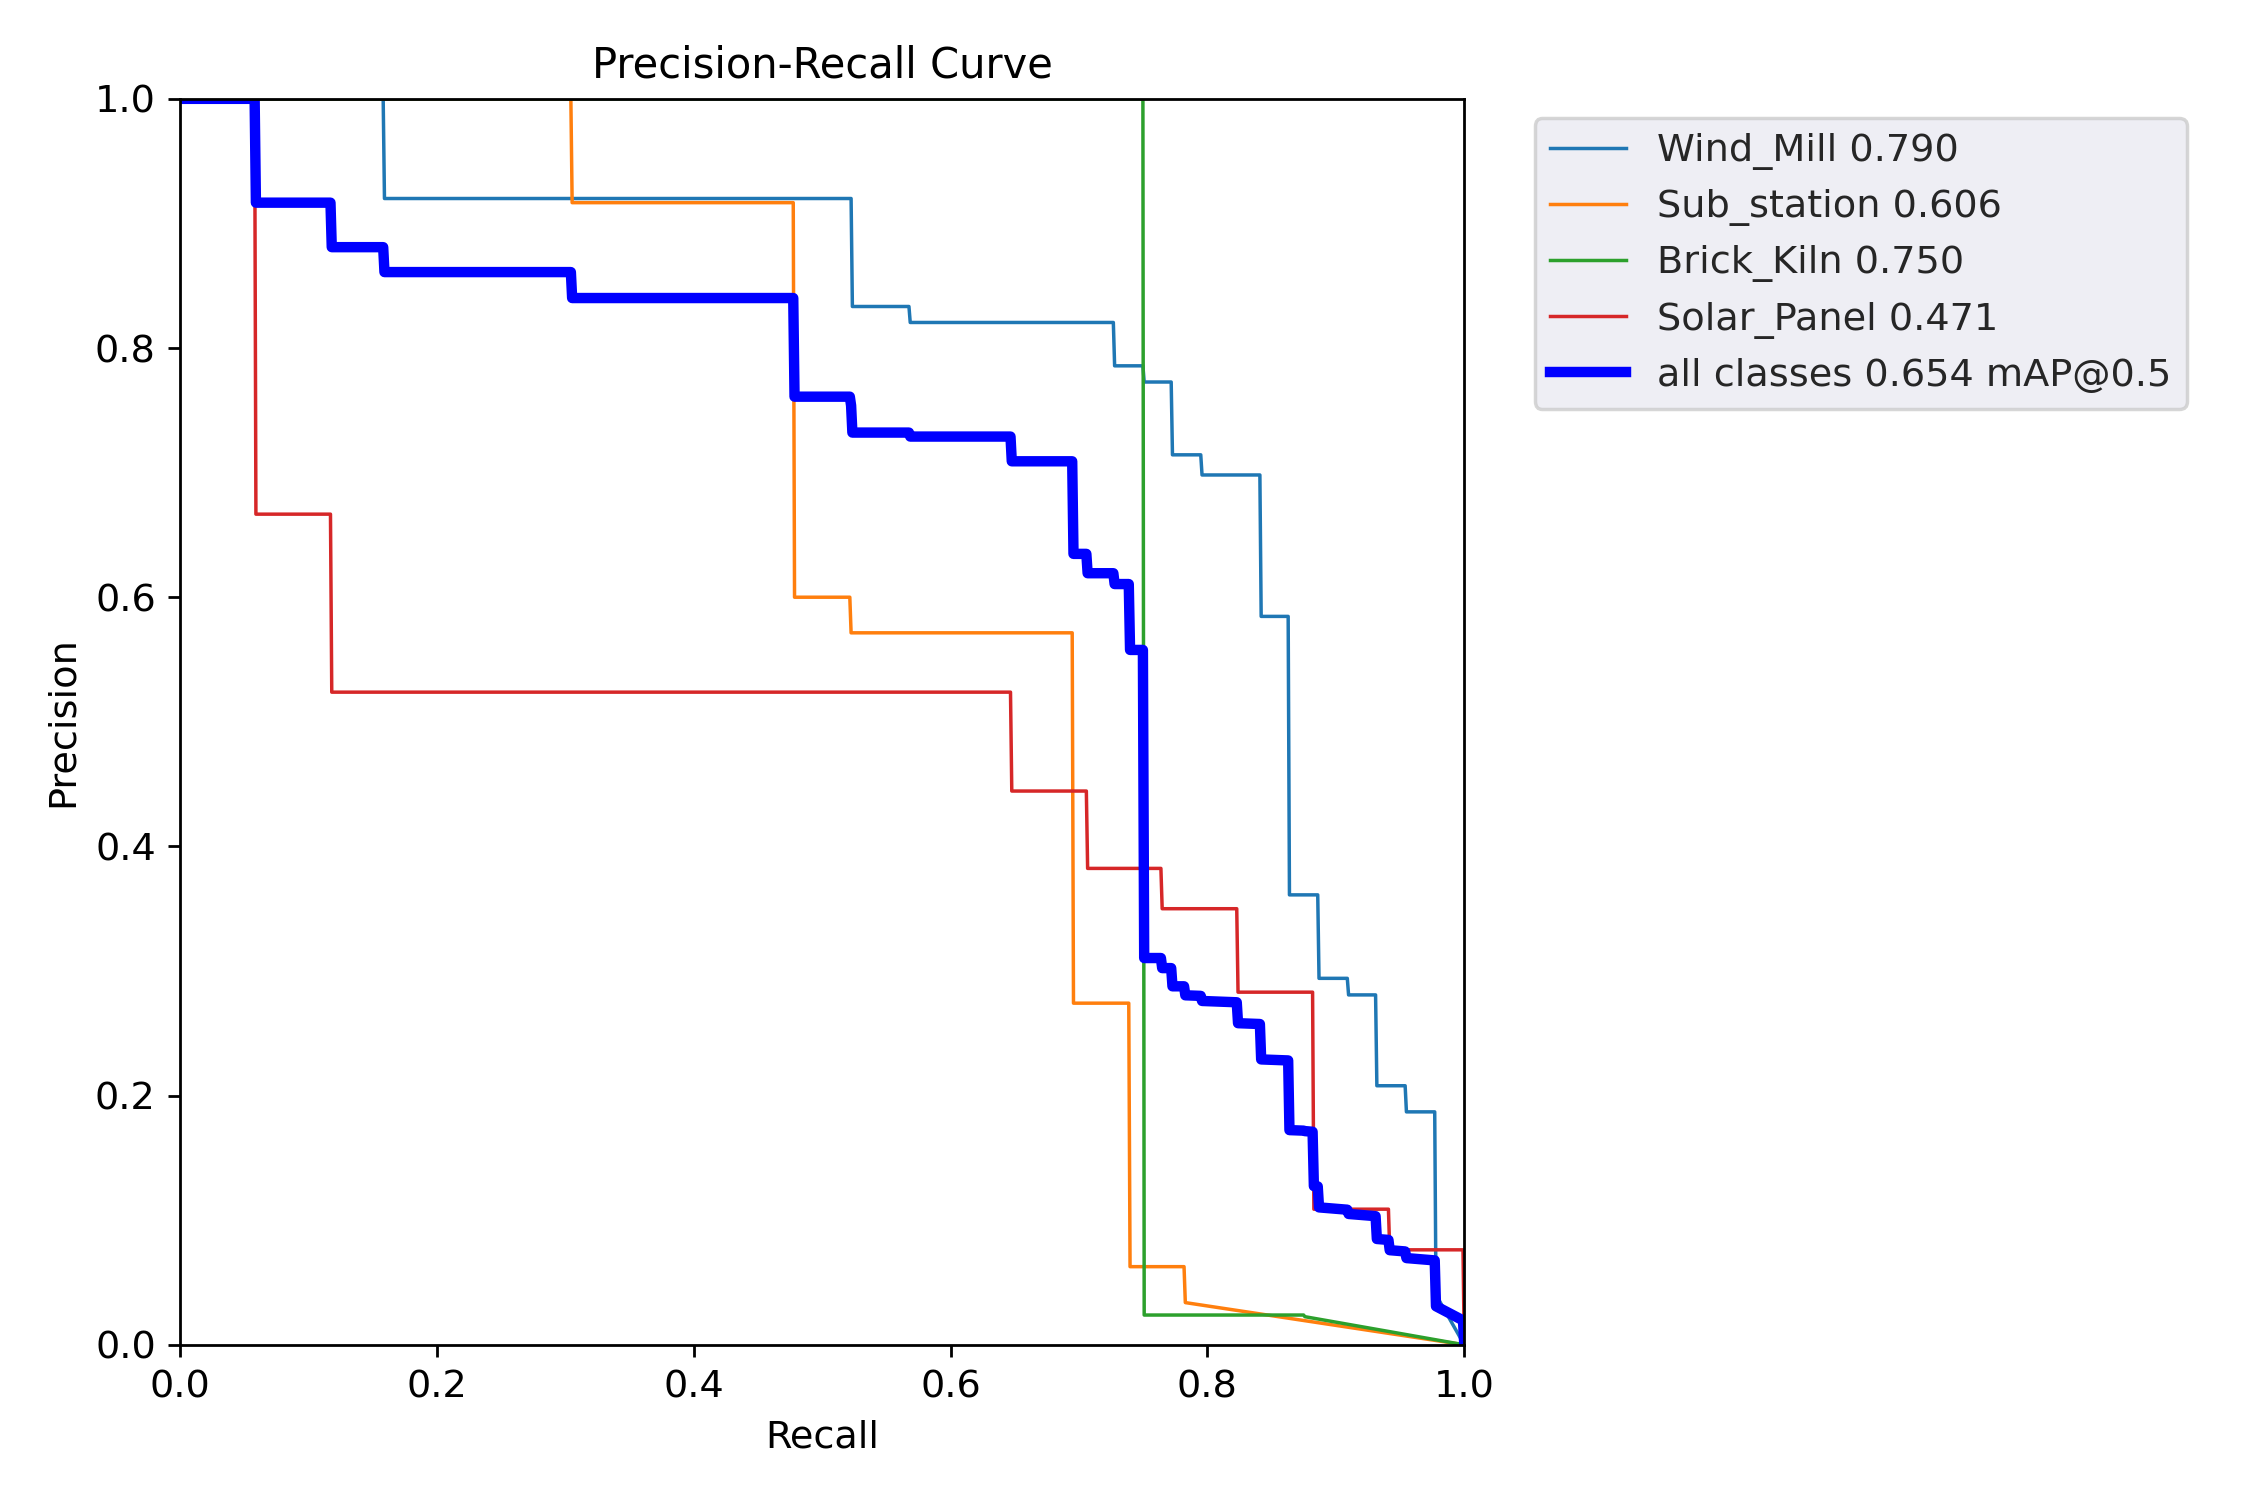 Precision-Recall Curve
1.0
0.8
0.6
0.4
0.2
0.0
Precision
0.0 0.2 0.4 0.6 0.8 1.0
Recall
Wind_Mill 0.790
Sub_station 0.606
Brick_Kiln 0.750
Solar_Panel 0.471
all classes 0.654 mAP@0.5